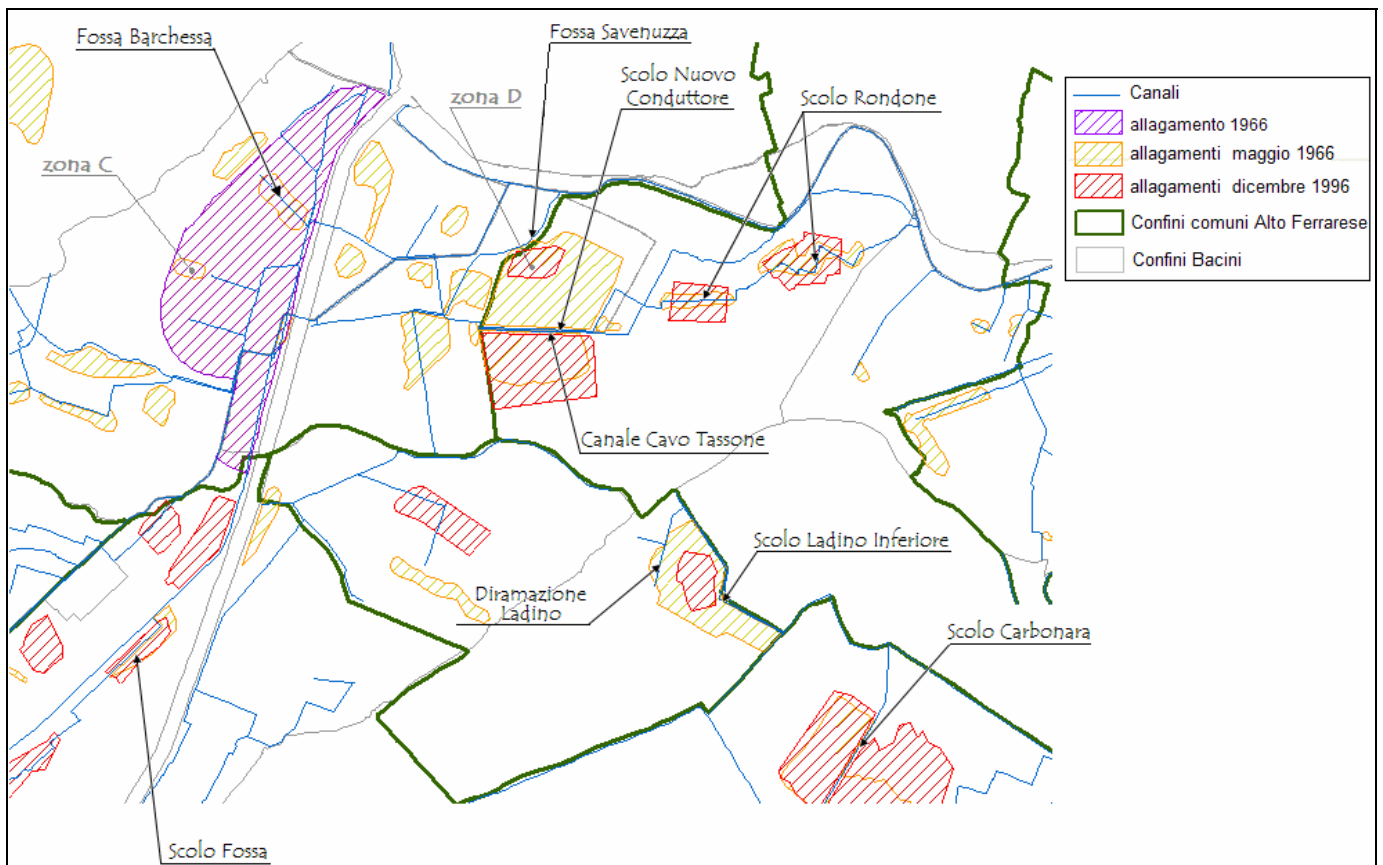 Fossa Barchessa
Fossa Savenuzza
Scolo Nuovo
Conduttore
zona D
Scolo Rondone
zona C
Canale Cavo Tassone
Scolo Ladino Inferiore
Diramazione
Ladino
Scolo Carbonara
Scolo Fossa
Canali
allagamento 1966
allagamenti maggio 1966
allagamenti dicembre 1996
Confini comuni Alto Ferrarese
Confini Bacini